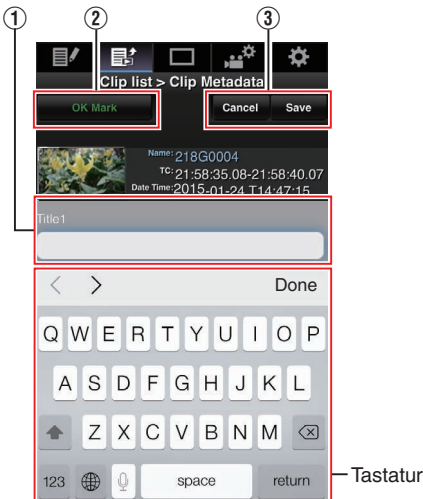 ① ② ③
Clip list > Clip Metadata
OK Mark Cancel Save
Name: 218G0004
TC: 21:58:35.08-21:58:40.07
Date Time: 2015-01-24 T14:47:15
Title1
Done
Q W E R T Y U I O P
A S D F G H J K L
Z X C V B N M
123 space return
Tastatur